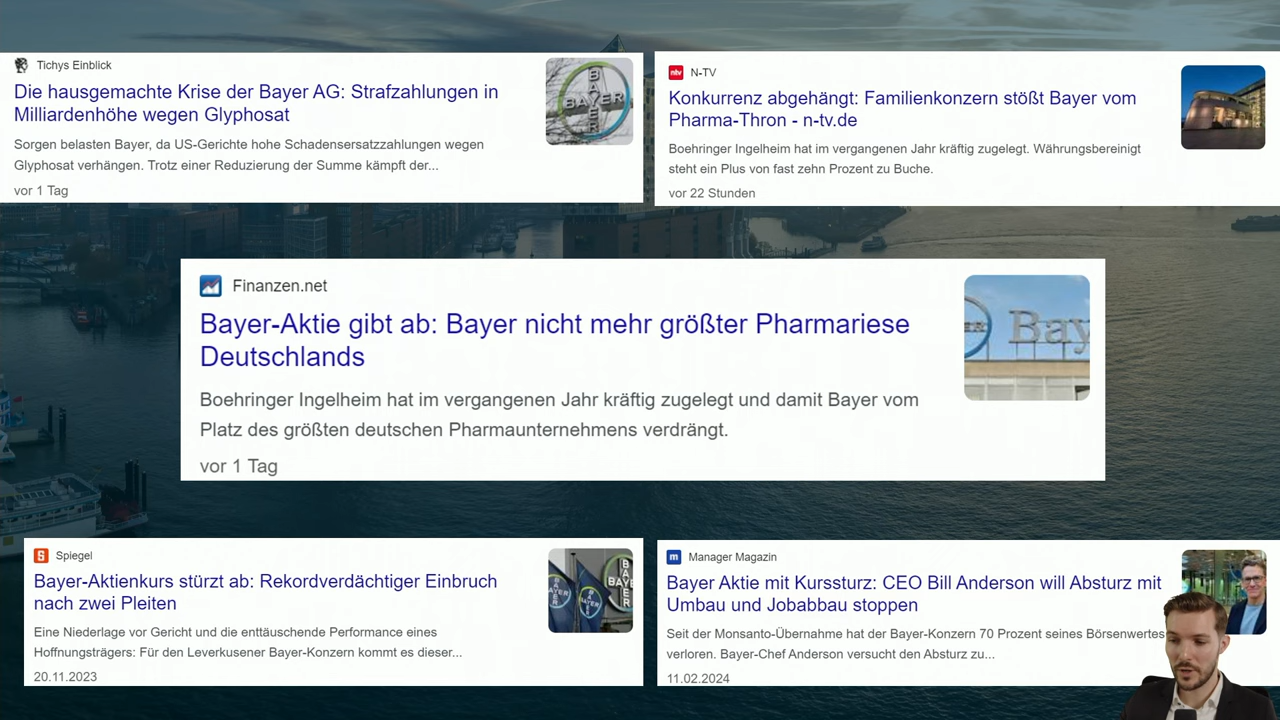 Tichys Einblick
Die hausgemachte Krise der Bayer AG: Strafzahlungen in
Milliardenhöhe wegen Glyphosat
Sorgen belasten Bayer, da US-Gerichte hohe Schadensersatzzahlungen wegen
Glyphosat verhängen. Trotz einer Reduzierung der Summe kämpft der...
vor 1 Tag
BAYER
BAYER
ntv
N-TV
Konkurrenz abgehängt: Familienkonzern stößt Bayer vom
Pharma-Thron - n-tv.de
Boehringer Ingelheim hat im vergangenen Jahr kräftig zugelegt. Währungsbereinigt
steht ein Plus von fast zehn Prozent zu Buche.
vor 22 Stunden
Finanzen.net
Bayer-Aktie gibt ab: Bayer nicht mehr größter Pharmariese
Deutschlands
Boehringer Ingelheim hat im vergangenen Jahr kräftig zugelegt und damit Bayer vom
Platz des größten deutschen Pharmaunternehmens verdrängt.
vor 1 Tag
ER
Bay
Spiegel
Bayer-Aktienkurs stürzt ab: Rekordverdächtiger Einbruch
nach zwei Pleiten
Eine Niederlage vor Gericht und die enttäuschende Performance eines
Hoffnungsträgers: Für den Leverkusener Bayer-Konzern kommt es dieser...
20.11.2023
BAYER
BAYER
m
Manager Magazin
Bayer Aktie mit Kurssturz: CEO Bill Anderson will Absturz mit
Umbau und Jobabbau stoppen
Seit der Monsanto-Übernahme hat der Bayer-Konzern 70 Prozent seines Börsenwertes
verloren. Bayer-Chef Anderson versucht den Absturz zu...
11.02.2024